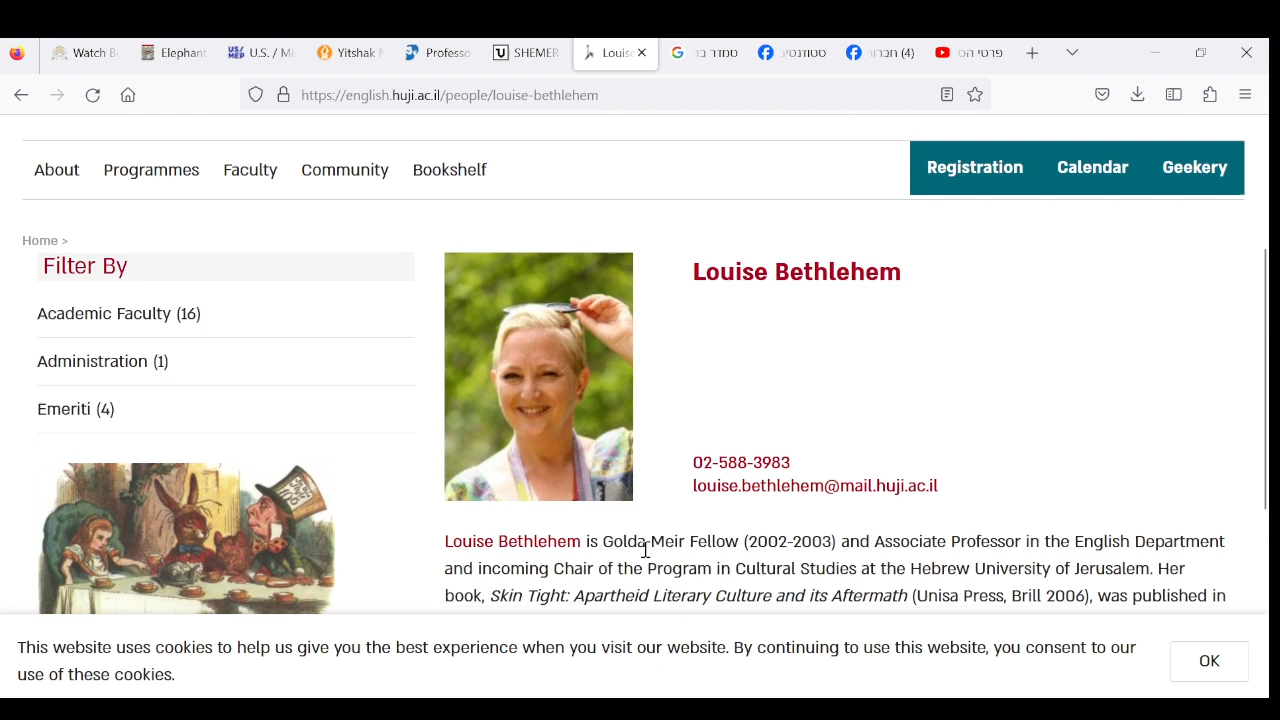 Watch B
Elephant
U.S. / Mi
Yitshak
Professo
SHEMER
Louise
סמדר בר
סטודנטי
(4) חברו
פרטי הס
https://english.huji.ac.il/people/louise-bethlehem
About Programmes Faculty Community Bookshelf
Registration Calendar Geekery
Home >
Filter By
Academic Faculty (16)
Administration (1)
Emeriti (4)
10/6
Louise Bethlehem
02-588-3983
louise.bethlehem@mail.huji.ac.il
Louise Bethlehem is Golda-Meir Fellow (2002-2003) and Associate Professor in the English Department
and incoming Chair of the Program in Cultural Studies at the Hebrew University of Jerusalem. Her
book, Skin Tight: Apartheid Literary Culture and its Aftermath (Unisa Press, Brill 2006), was published in
This website uses cookies to help us give you the best experience when you visit our website. By continuing to use this website, you consent to our
use of these cookies.
OK